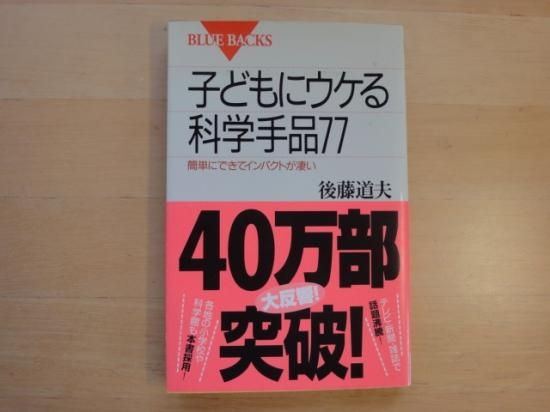 BLUE BACKS
子どもにウケる
科学手品77
簡単にできてインパクトが凄い
後藤道夫
40万部
大反響!
突破!
テレビ・新聞・雑誌で
話題沸騰!
各地の小学校や
科学館も本書採用!